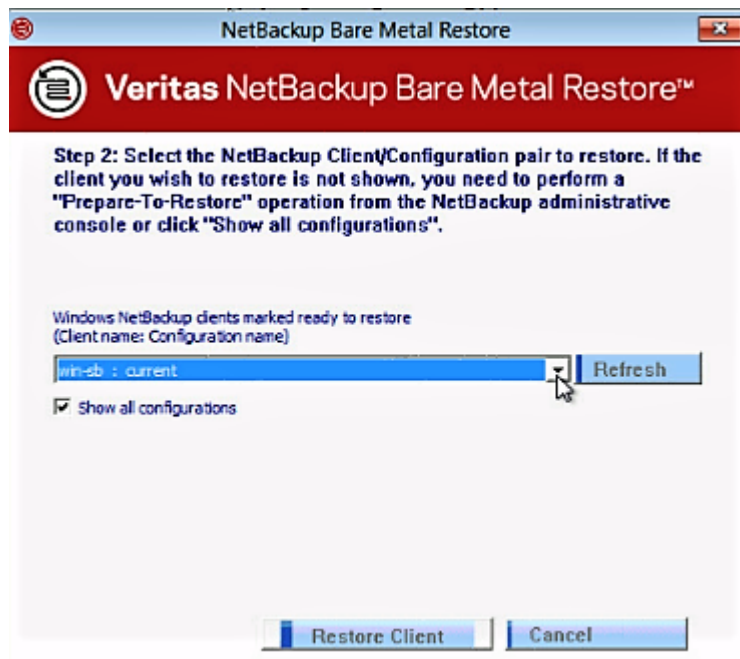 NetBackup Bare Metal Restore
Veritas NetBackup Bare Metal Restore™
Step 2: Select the NetBackup Client/Configuration pair to restore. If the
client you wish to restore is not shown, you need to perform a
"Prepare-To-Restore" operation from the NetBackup administrative
console or click "Show all configurations".
Windows NetBackup clients marked ready to restore
(Client name: Configuration name)
win-sb : current
Refresh
Show all configurations
Restore Client
Cancel